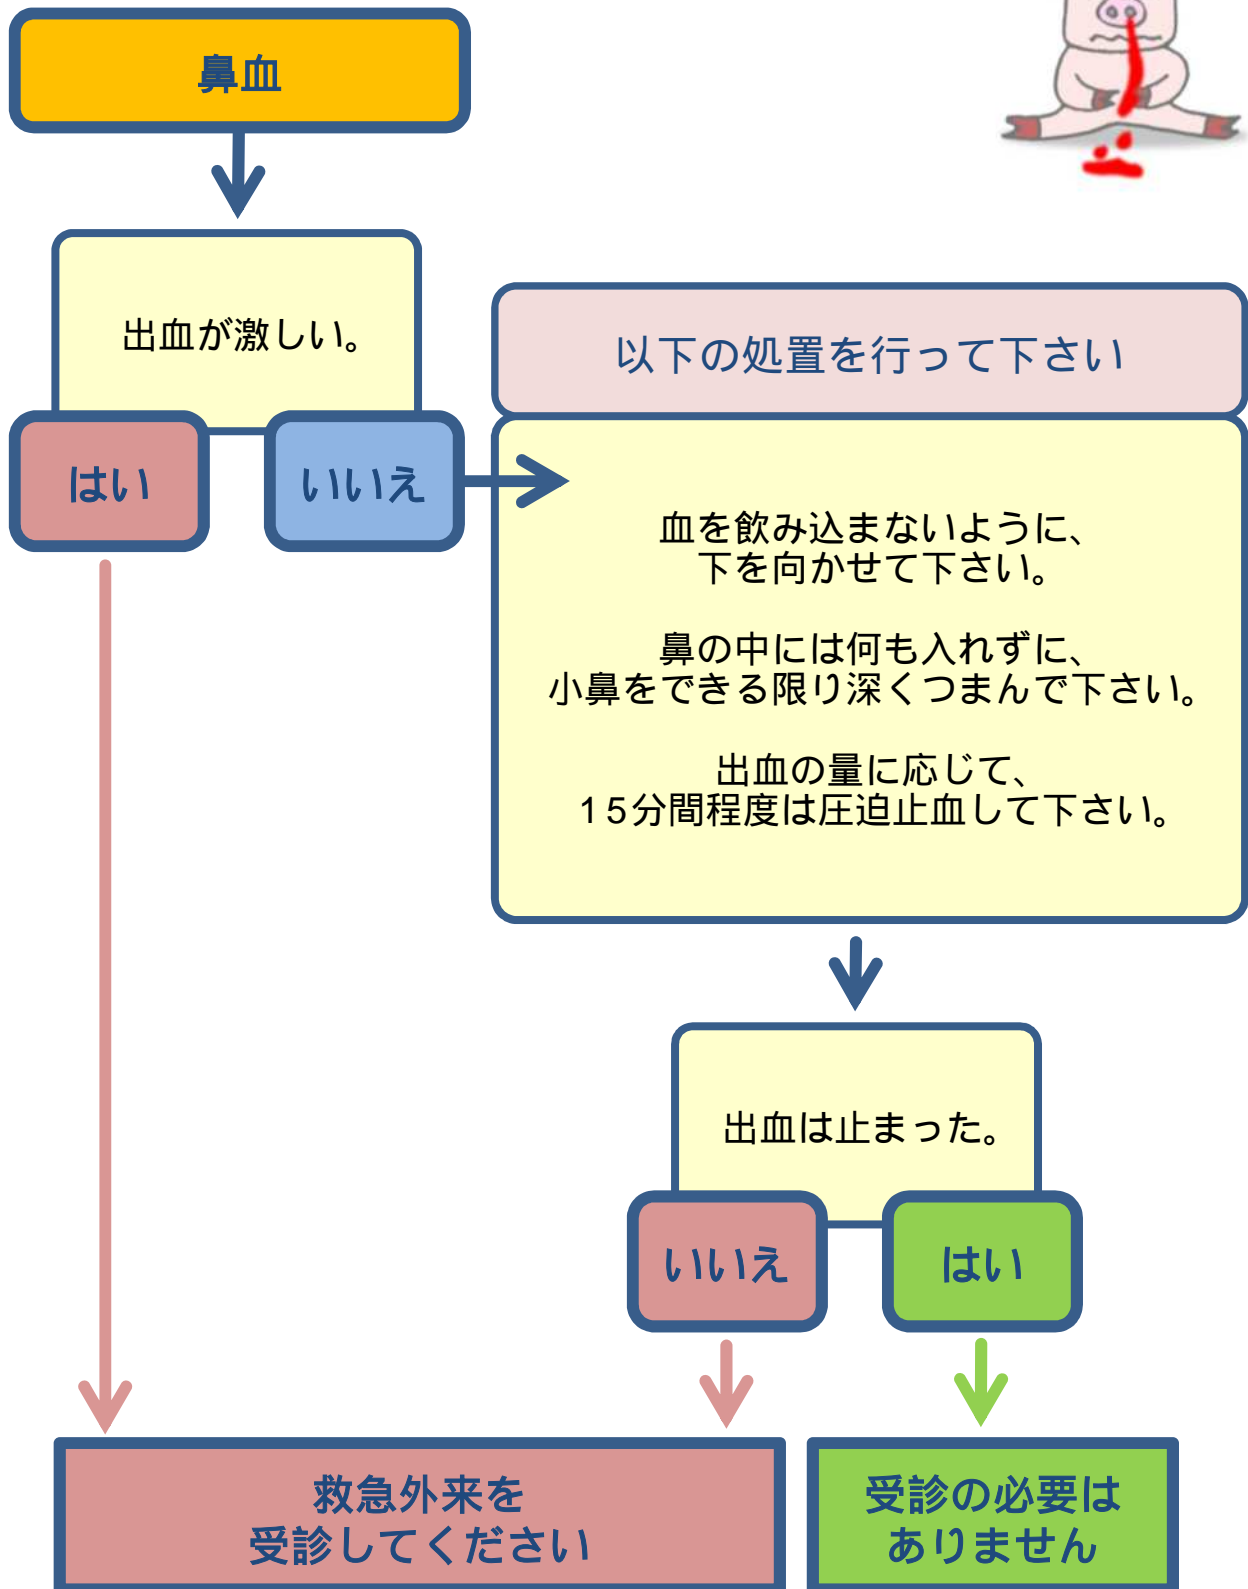 鼻血
出血が激しい。
はい
いいえ
以下の処置を行って下さい
血を飲み込まないように、
下を向かせて下さい。
鼻の中には何も入れずに、
小鼻をできる限り深くつまんで下さい。
出血の量に応じて、
15分間程度は圧迫止血して下さい。
出血は止まった。
いいえ
はい
救急外来を
受診してください
受診の必要は
ありません